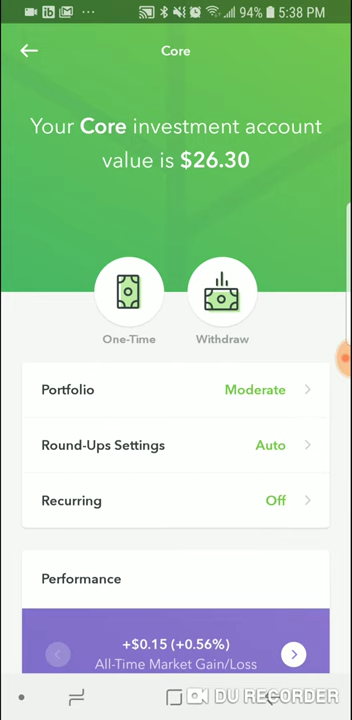 94% 5:38 PM
Core
Your Core investment account
value is $26.30
One-Time Withdraw
Portfolio Moderate
Round-Ups Settings Auto
Recurring Off
Performance
+$0.15 (+0.56%)
All-Time Market Gain/Loss
DU RECORDER